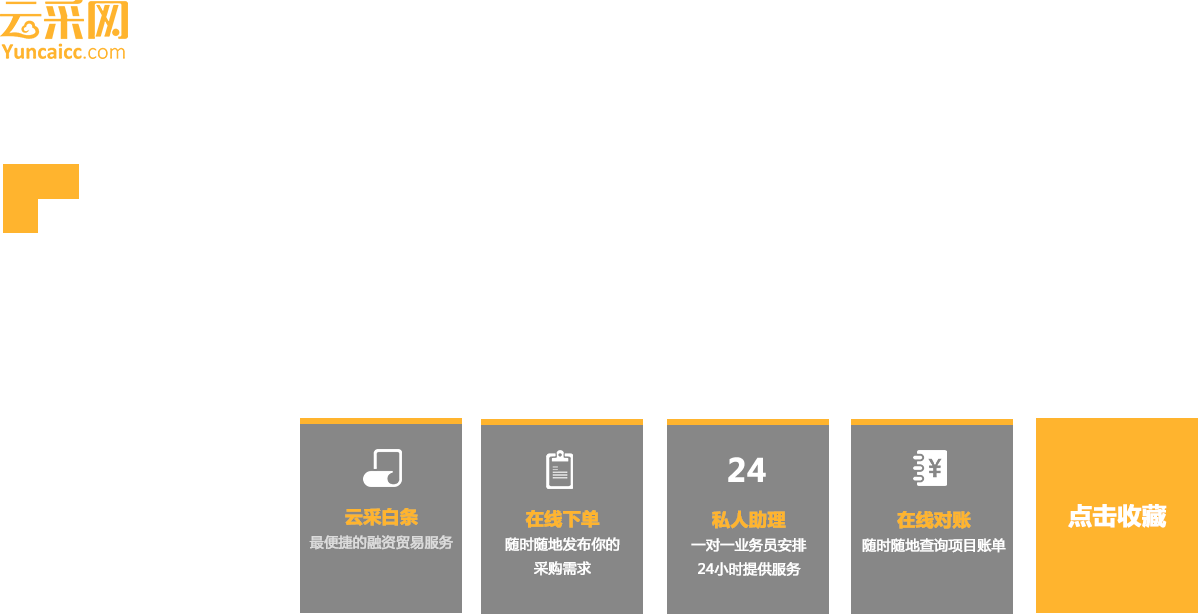 云采网
Yuncaicc.com
云采白条
最便捷的融资贸易服务
在线下单
随时随地发布你的
采购需求
24
私人助理
一对一业务员安排
24小时提供服务
¥
在线对账
随时随地查询项目账单
点击收藏